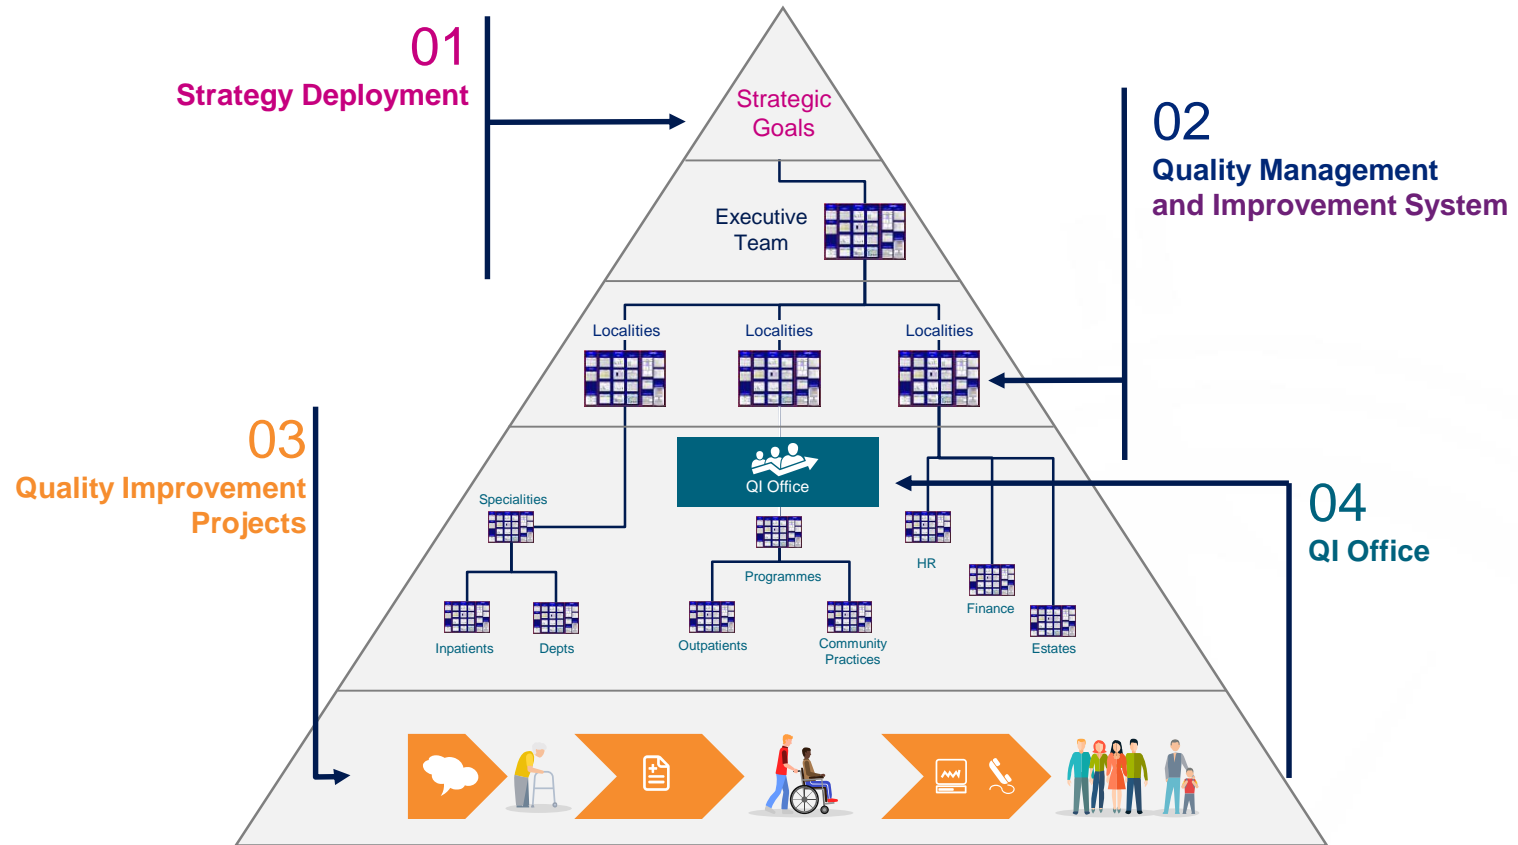 01
Strategy Deployment
Strategic
Goals
02
Quality Management
and Improvement System
Executive
Team
Localities
Localities
Localities
03
Quality Improvement
Projects
QI Office
04
QI Office
Specialities
HR
Programmes
Finance
Inpatients
Depts
Outpatients
Community
Practices
Estates